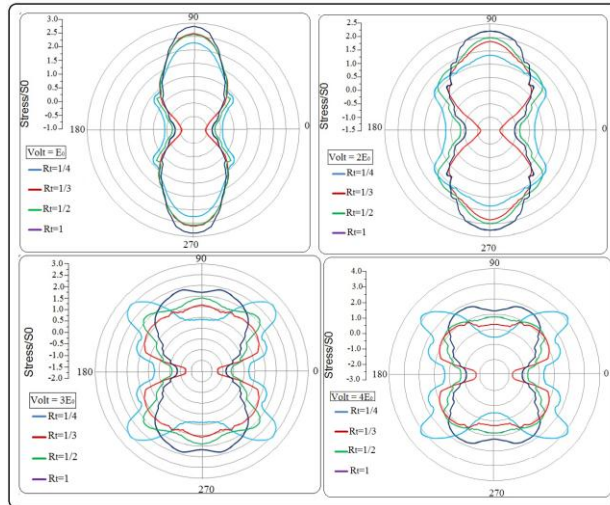 90
3.0
2.5
2.0
1.5
1.0
0.5
0.0
-0.5
-1.0
Stress/S0
180
0
Volt = E₀
Rt=1/4
Rt=1/3
Rt=1/2
Rt=1
270
90
2.5
2.0
1.5
1.0
0.5
0.0
-0.5
-1.0
-1.5
Stress/S0
180
0
Volt = 2E₀
Rt=1/4
Rt=1/3
Rt=1/2
Rt=1
270
90
3.0
2.5
2.0
1.5
1.0
0.5
0.0
-0.5
-1.0
-1.5
-2.0
Stress/S0
180
0
Volt = 3E₀
Rt=1/4
Rt=1/3
Rt=1/2
Rt=1
270
90
4.0
3.0
2.0
1.0
0.0
-1.0
-2.0
-3.0
Stress/S0
180
0
Volt = 4E₀
Rt=1/4
Rt=1/3
Rt=1/2
Rt=1
270